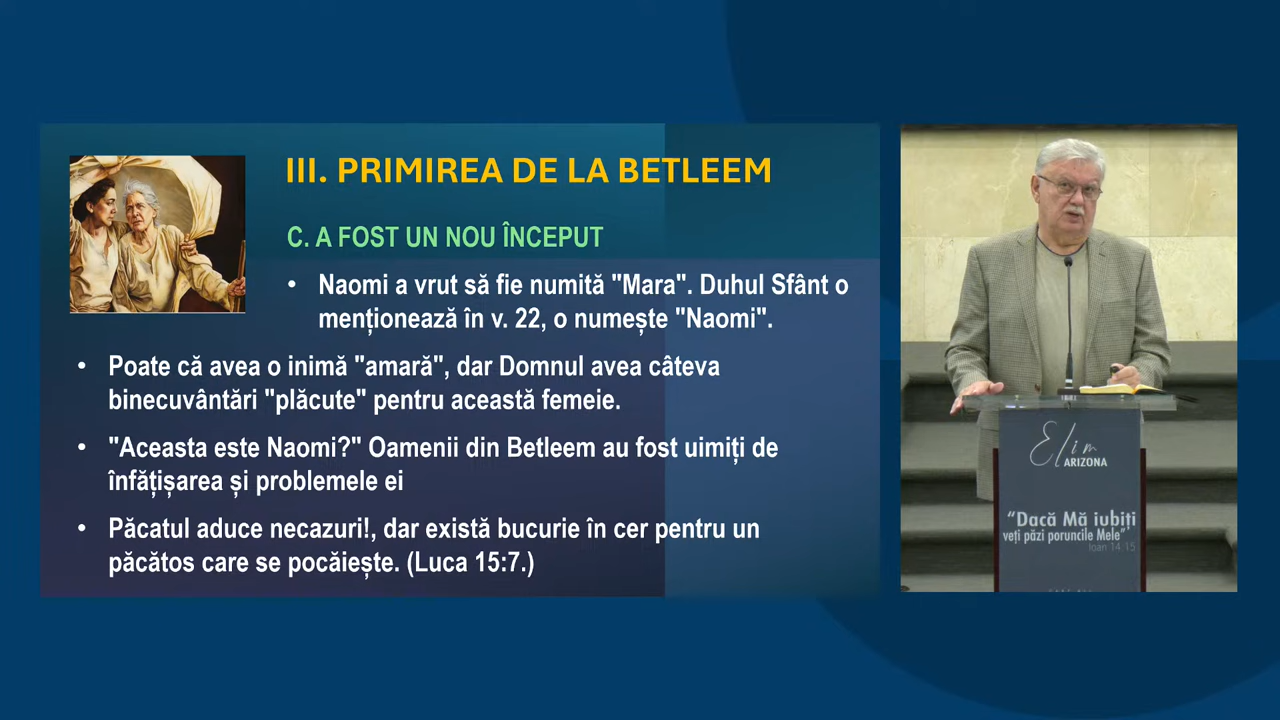 III. PRIMIREA DE LA BETLEEM
C. A FOST UN NOU ÎNCEPUT
• Naomi a vrut să fie numită "Mara". Duhul Sfânt o
menționează în v. 22, o numește "Naomi".
• Poate că avea o inimă "amară", dar Domnul avea câteva
binecuvântări "plăcute" pentru această femeie.
• "Aceasta este Naomi?" Oamenii din Betleem au fost uimiți de
înfățișarea și problemele ei
• Păcatul aduce necazuri!, dar există bucurie în cer pentru un
păcătos care se pocăiește. (Luca 15:7.)
Elim
ARIZONA
"Dacă Mă iubiți
veți păzi poruncile Mele"
Ioan 14:15